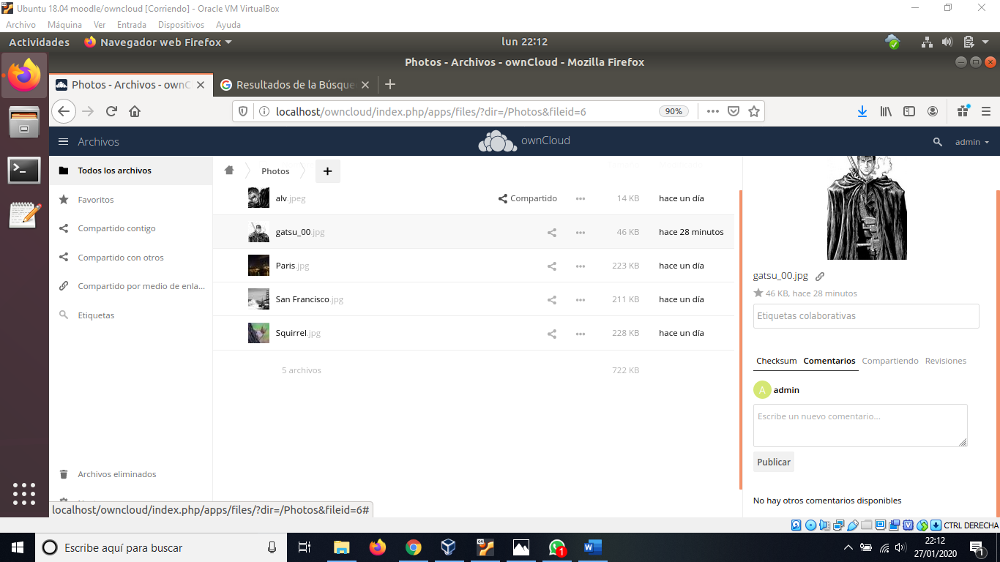 Ubuntu 18.04 moodle/owncloud [Corriendo] - Oracle VM VirtualBox
Archivo Máquina Ver Entrada Dispositivos Ayuda
Actividades Navegador web Firefox lun 22:12
Photos - Archivos - ownCloud - Mozilla Firefox
Photos - Archivos - ownC Resultados de la Búsque
localhost/owncloud/index.php/apps/files/?dir=/Photos&fileid=6 90%
Archivos ownCloud admin
Todos los archivos
Favoritos
Compartido contigo
Compartido con otros
Compartido por medio de enla...
Etiquetas
Archivos eliminados
Photos +
alv.jpeg Compartido 14 KB hace un día
gatsu_00.jpg 46 KB hace 28 minutos
Paris.jpg 223 KB hace un día
San Francisco.jpg 211 KB hace un día
Squirrel.jpg 228 KB hace un día
5 archivos 722 KB
gatsu_00.jpg
46 KB, hace 28 minutos
Etiquetas colaborativas
Checksum Comentarios Compartiendo Revisiones
A admin
Escribe un nuevo comentario...
Publicar
No hay otros comentarios disponibles
localhost/owncloud/index.php/apps/files/?dir=/Photos&fileid=6#
CTRL DERECHA
Escribe aquí para buscar
64
1
22:12
27/01/2020
1